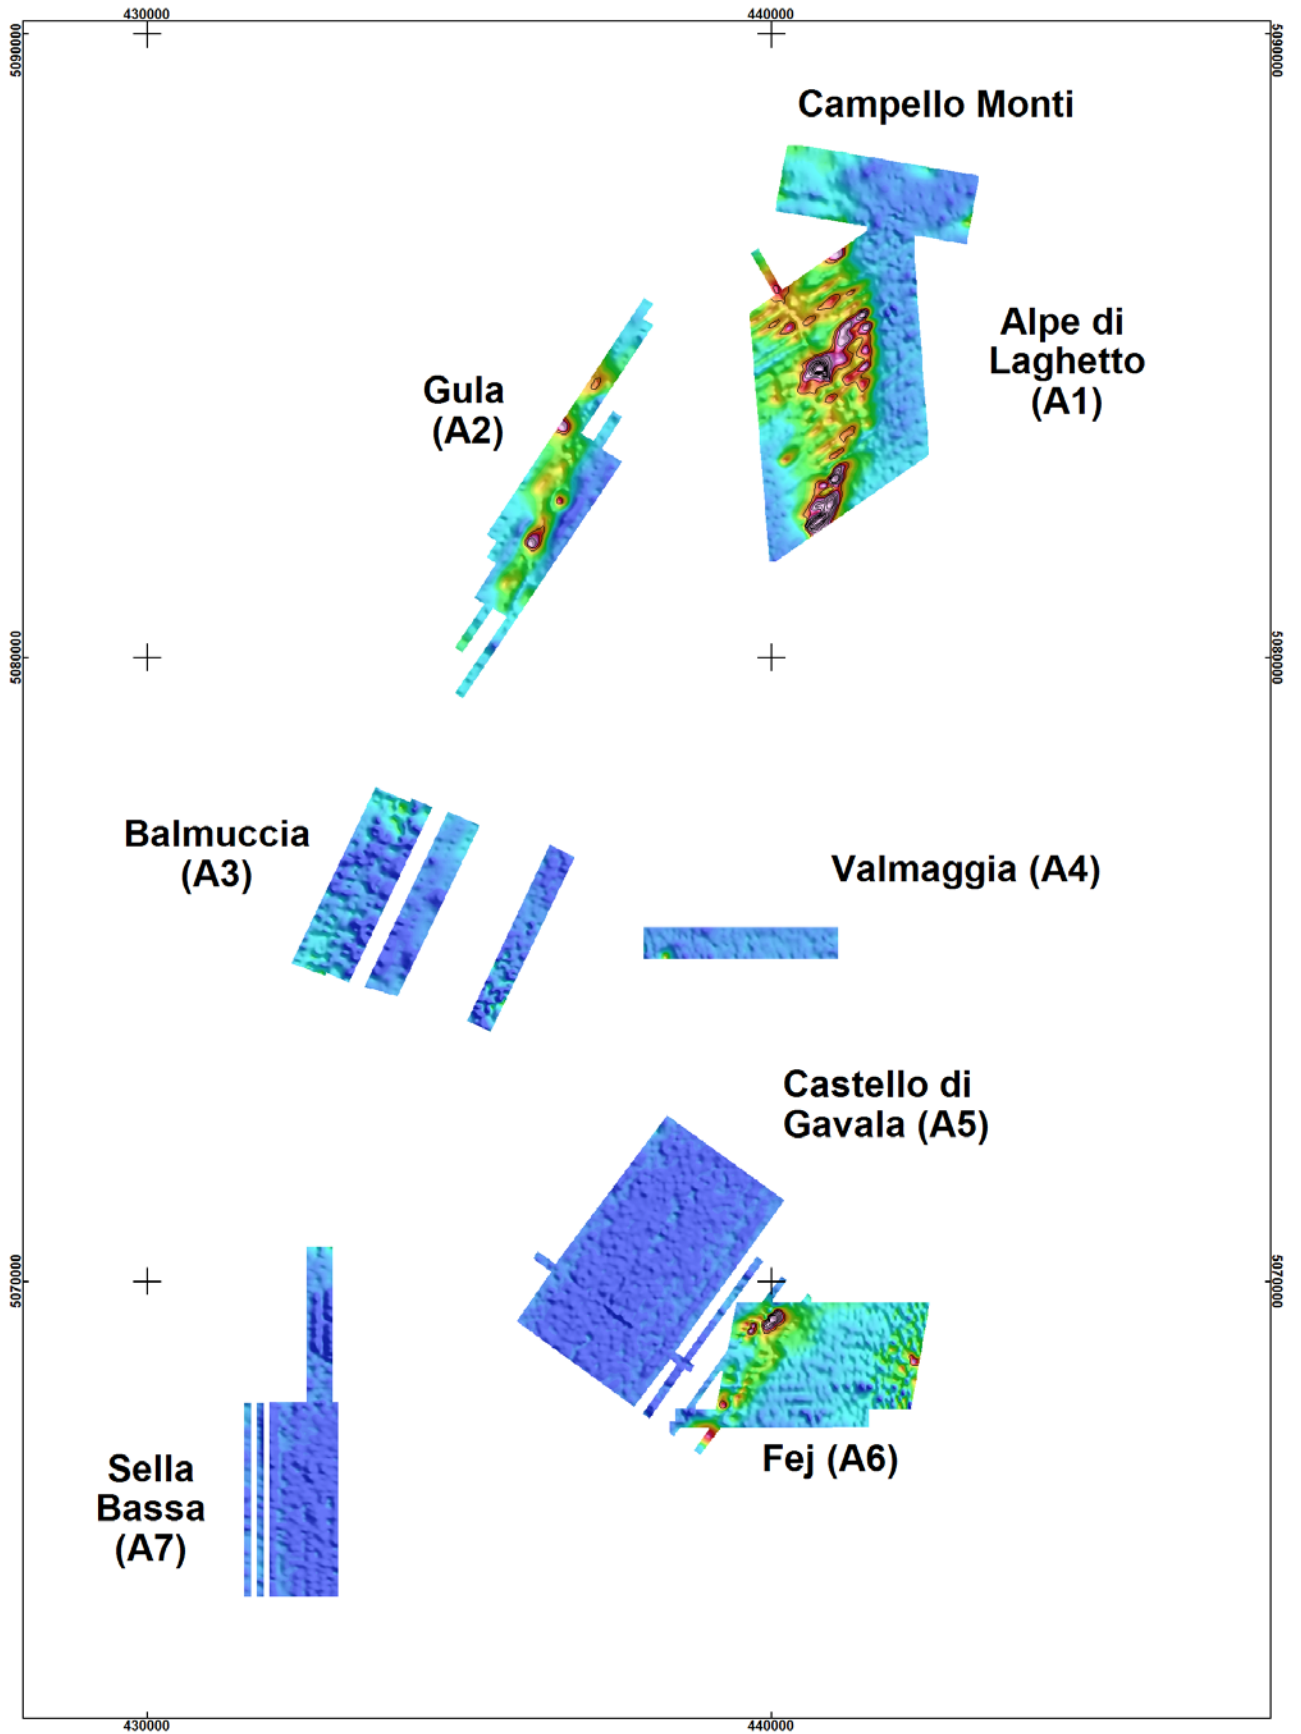 430000
440000
5090000
5090000
Campello Monti
Alpe di
Laghetto
(A1)
Gula
(A2)
5080000
5080000
Balmuccia
(A3)
Valmaggia (A4)
Castello di
Gavala (A5)
5070000
5070000
Fej (A6)
Sella
Bassa
(A7)
430000
440000